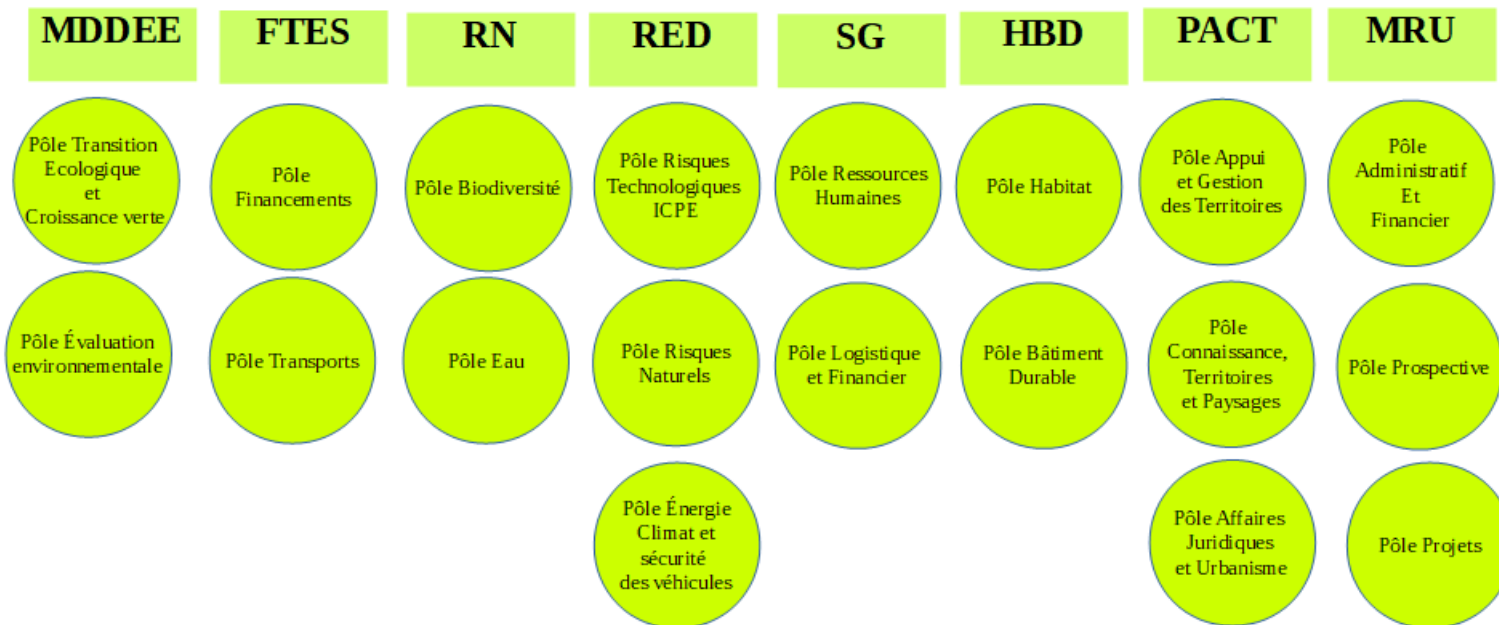 MDDEE
FTES
RN
RED
SG
HBD
PACT
MRU
Pôle Transition
Ecologique
et
Croissance verte
Pôle
Financements
Pôle Biodiversité
Pôle Risques
Technologiques
ICPE
Pôle Ressources
Humaines
Pôle Habitat
Pôle Appui
et Gestion
des Territoires
Pôle
Administratif
Et
Financier
Pôle Évaluation
environnementale
Pôle Transports
Pôle Eau
Pôle Risques
Naturels
Pôle Logistique
et Financier
Pôle Bâtiment
Durable
Pôle
Connaissance,
Territoires
et Paysages
Pôle Prospective
Pôle Énergie
Climat et
sécurité
des véhicules
Pôle Affaires
Juridiques
et Urbanisme
Pôle Projets